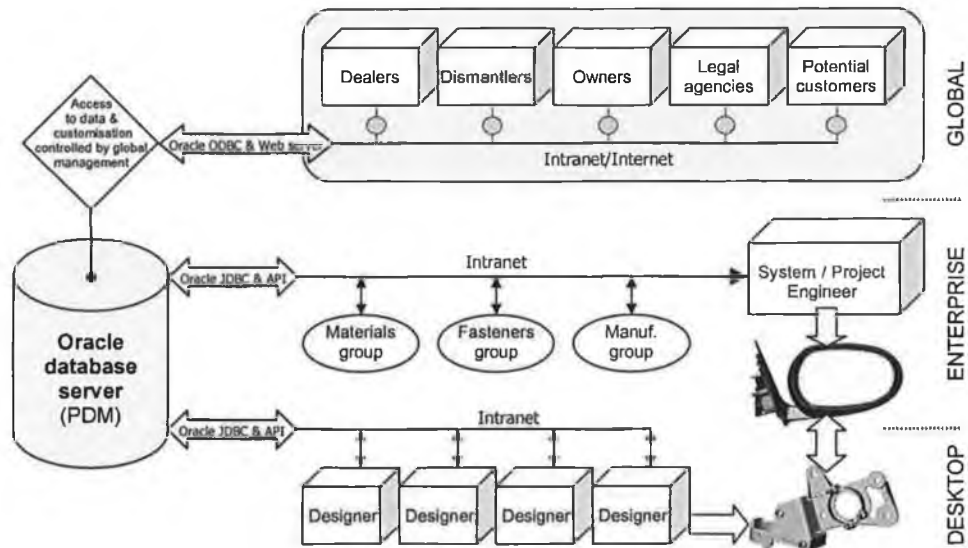 Dealers
Dismantlers
Owners
Legal
agencies
Potential
customers
GLOBAL
Access
to data &
customisation
controlled by global
management
Oracle ODBC & Web server
Intranet/Internet
Oracle JDBC & API
Intranet
System / Project
Engineer
Materials
group
Fasteners
group
Manuf.
group
ENTERPRISE
Oracle
database
server
(PDM)
Oracle JDBC & API
Intranet
Designer
Designer
Designer
Designer
DESKTOP